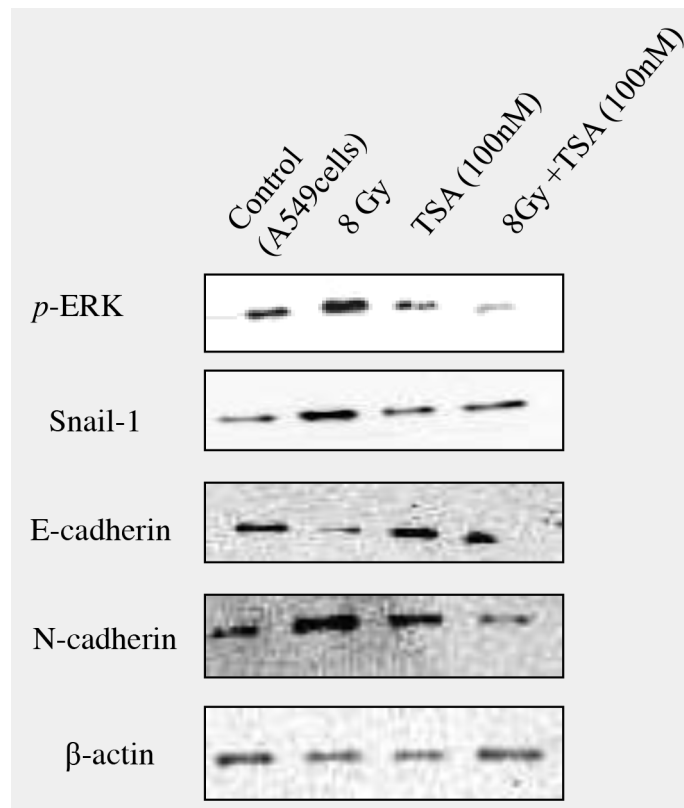 Control
(A549cells)
8 Gy
TSA (100nM)
8Gy +TSA (100nM)
p-ERK
Snail-1
E-cadherin
N-cadherin
β-actin